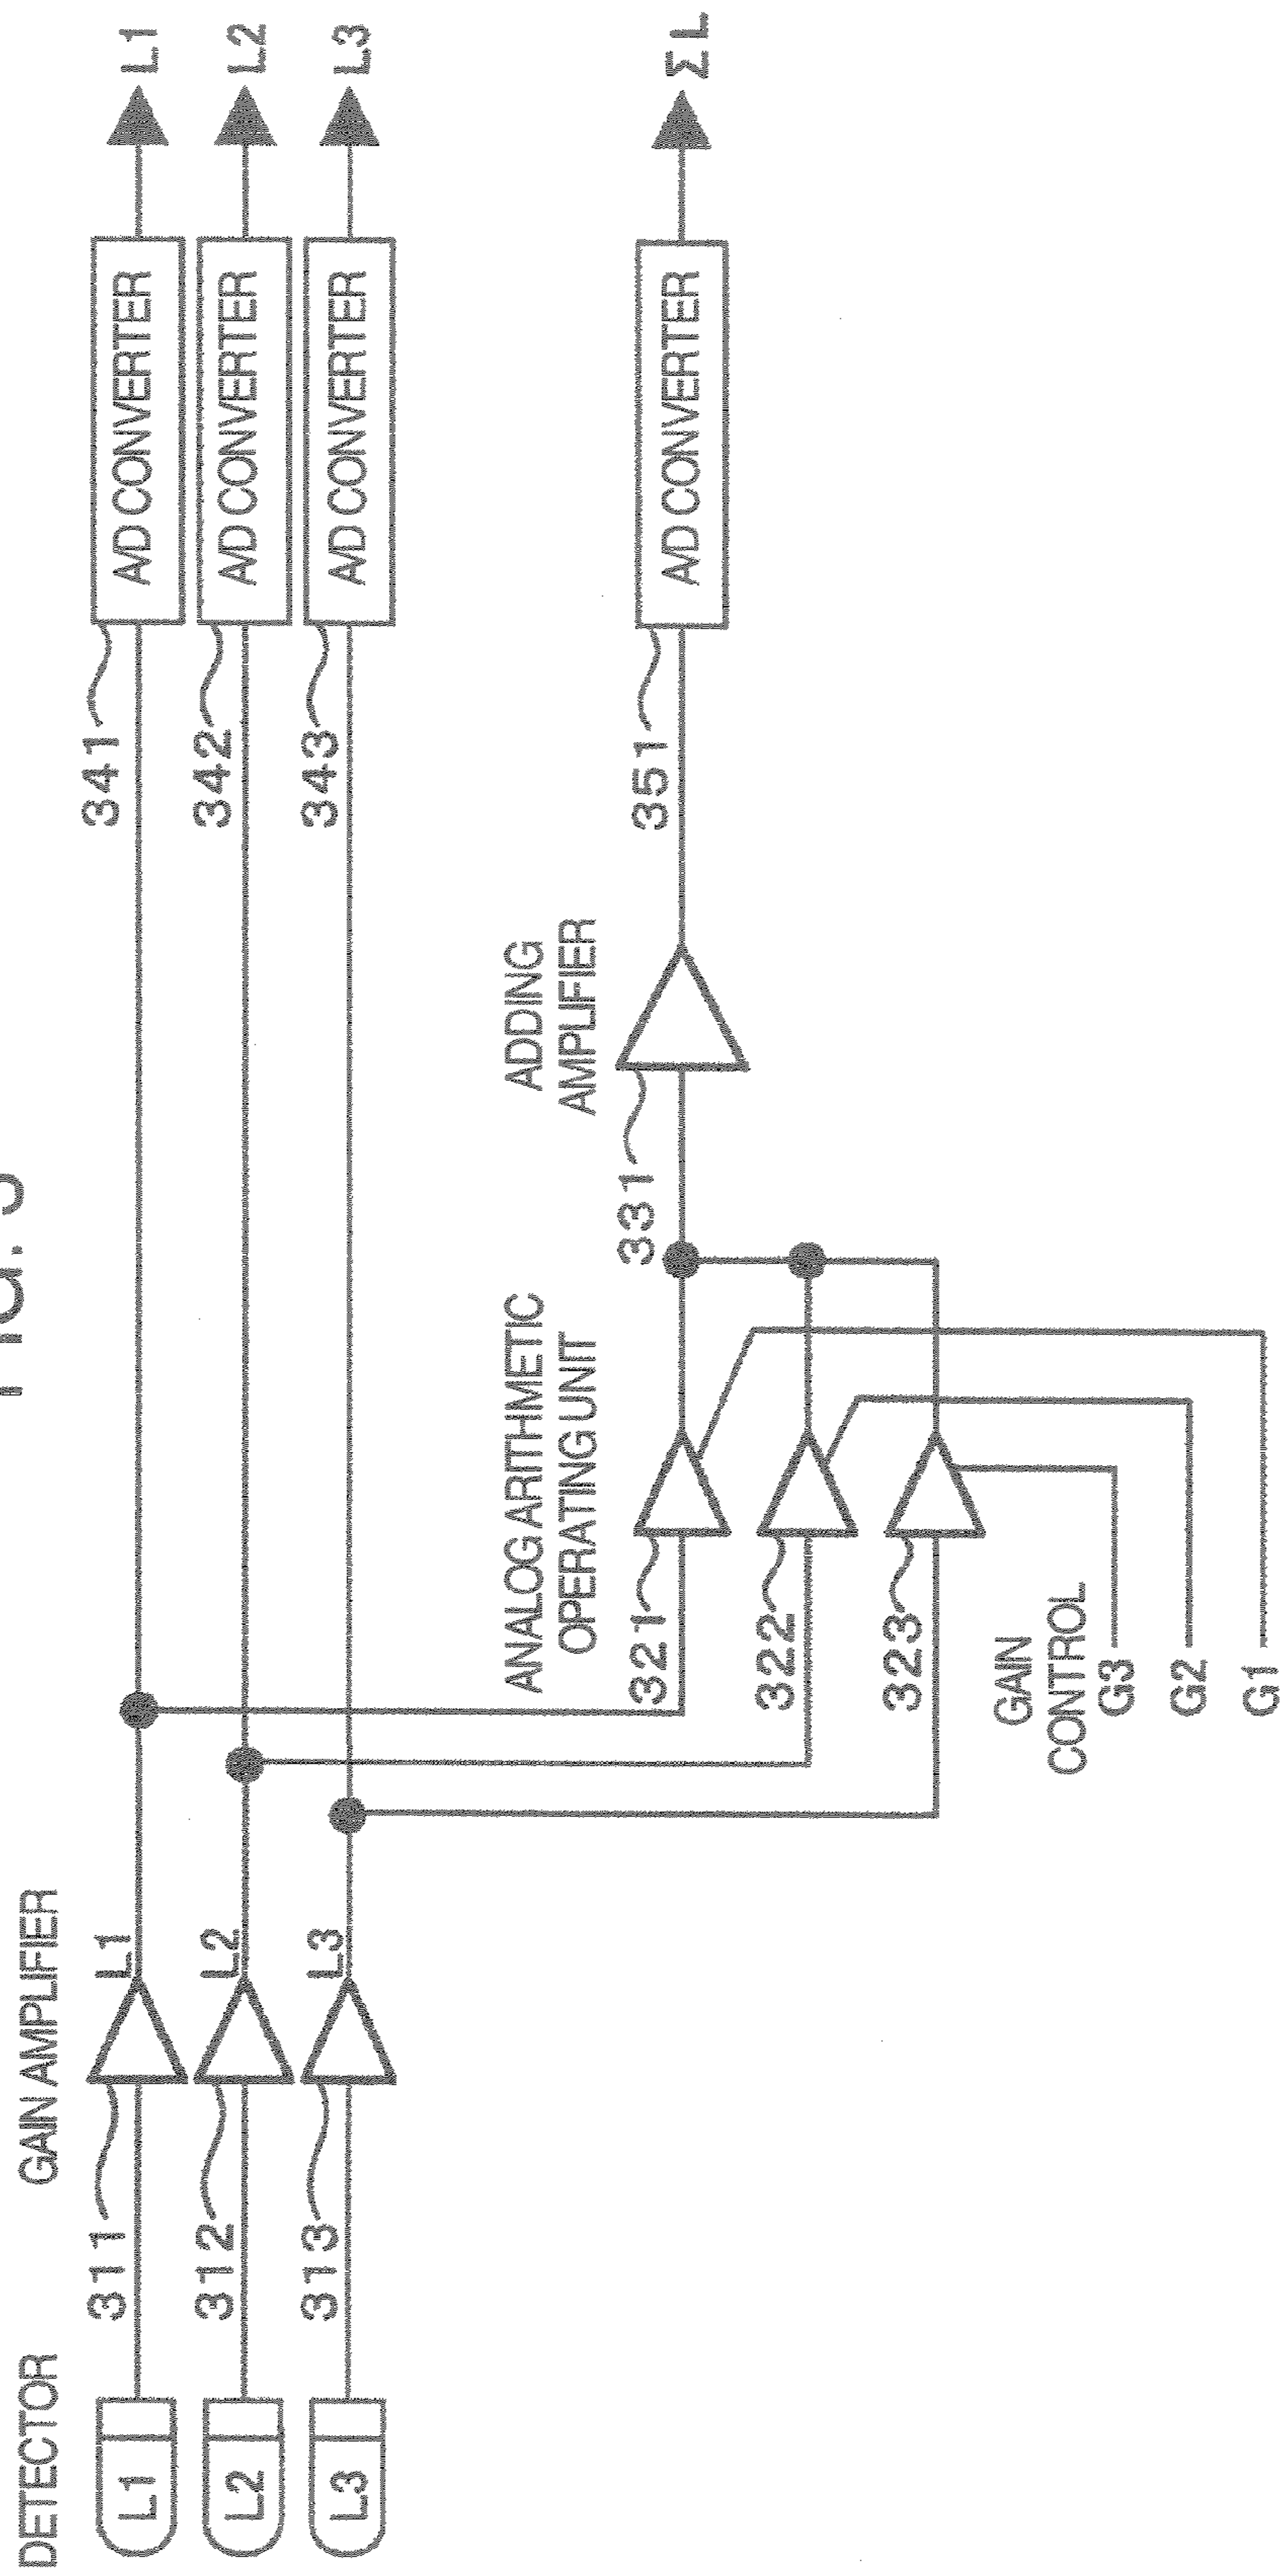 DETECTOR
GAIN AMPLIFIER
L1
311
L1
341
A/D CONVERTER
L1
L2
312
L2
342
A/D CONVERTER
L2
L3
313
L3
343
A/D CONVERTER
L3
ANALOG ARITHMETIC
OPERATING UNIT
ADDING
AMPLIFIER
321
331
351
A/D CONVERTER
ΣL
322
323
GAIN
CONTROL
G3
G2
G1